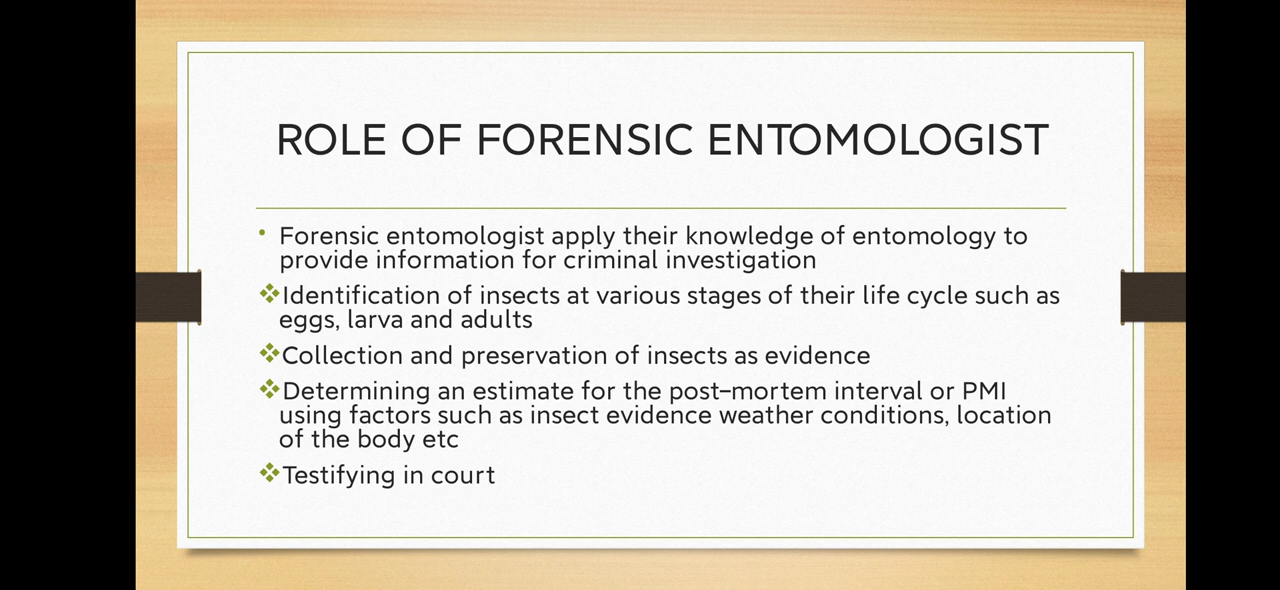 ROLE OF FORENSIC ENTOMOLOGIST
• Forensic entomologist apply their knowledge of entomology to
provide information for criminal investigation
❖Identification of insects at various stages of their life cycle such as
eggs, larva and adults
❖Collection and preservation of insects as evidence
❖Determining an estimate for the post–mortem interval or PMI
using factors such as insect evidence weather conditions, location
of the body etc
❖Testifying in court